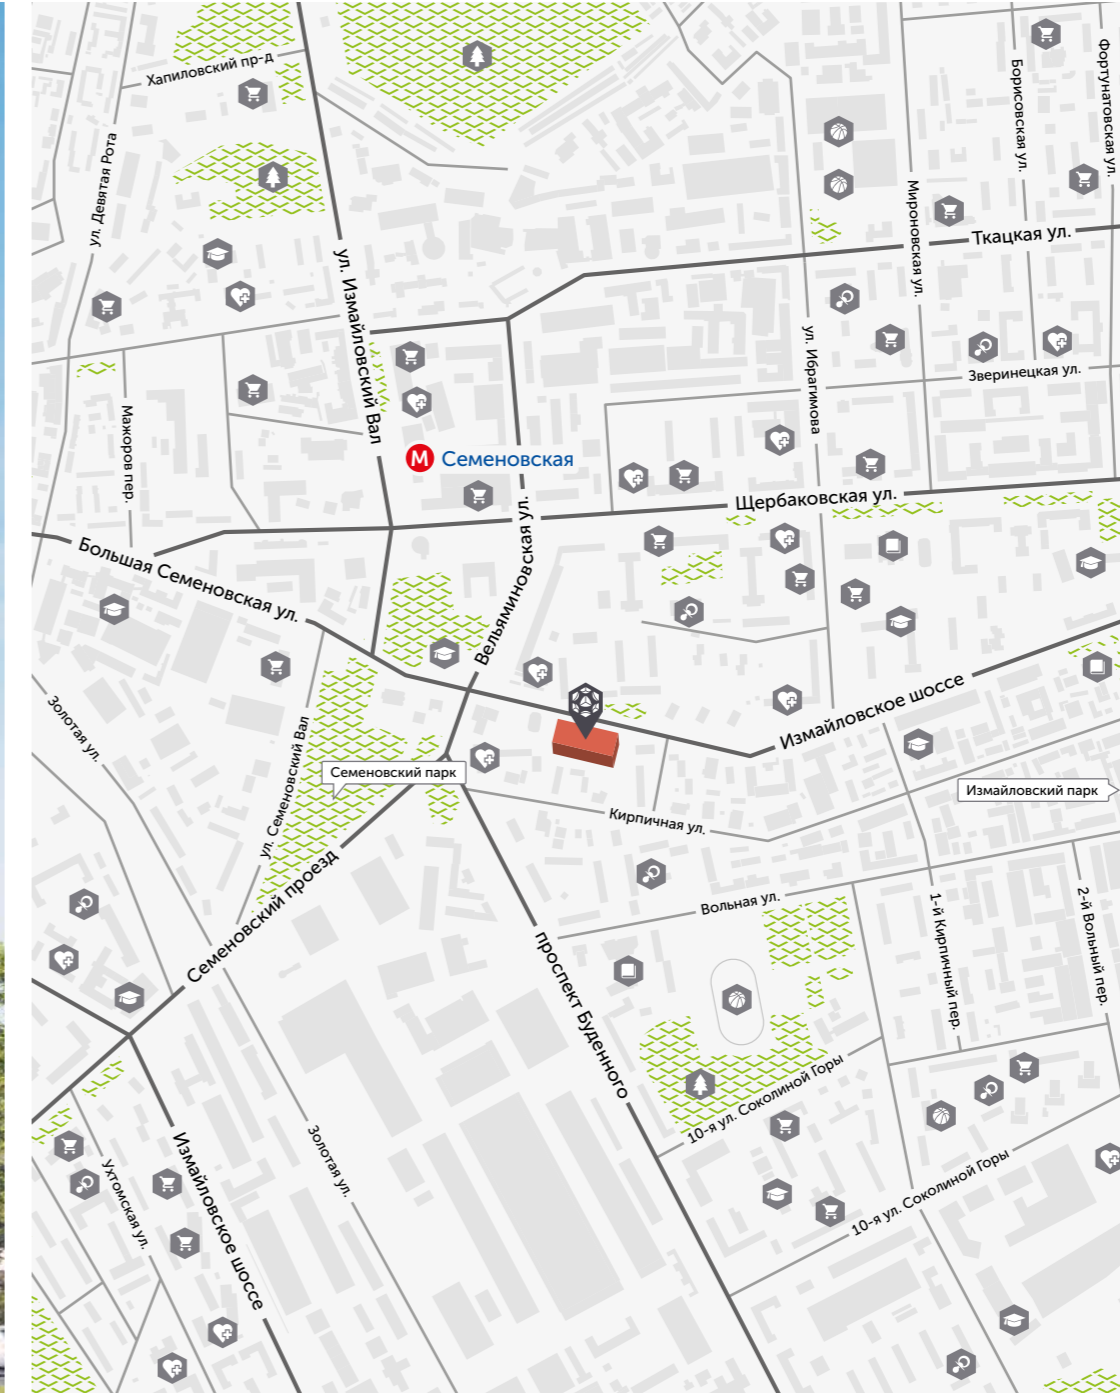 Хапиловский пр-д
ул. Девятая Рота
Борисовская ул.
Фортунатовская ул.
Мироновская ул.
Ткацкая ул.
ул. Измайловский Вал
ул. Ибрагимова
Зверинецкая ул.
Мажоров пер.
М Семеновская
Щербаковская ул.
Большая Семеновская ул.
Вельяминовская ул.
Измайловское шоссе
Золотая ул.
ул. Семеновский Вал
Семеновский парк
Измайловский парк
Кирпичная ул.
Семеновский проезд
Вольная ул.
1-й Кирпичный пер.
2-й Вольный пер.
проспект Буденного
10-я ул. Соколиной Горы
Золотая ул.
Ухтомская ул.
Измайловское шоссе
10-я ул. Соколиной Горы